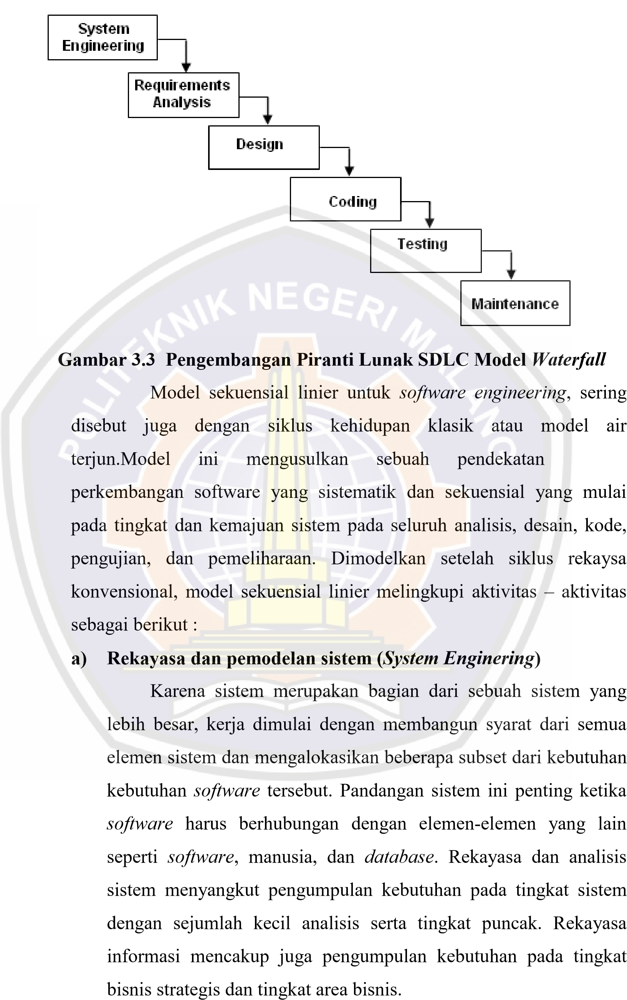 System
Engineering
Requirements
Analysis
Design
Coding
Testing
Maintenance
POLITEKNIK NEGERI MALANG
Gambar 3.3 Pengembangan Piranti Lunak SDLC Model Waterfall
Model sekuensial linier untuk software engineering, sering
disebut juga dengan siklus kehidupan klasik atau model air
terjun.Model ini mengusulkan sebuah pendekatan
perkembangan software yang sistematik dan sekuensial yang mulai
pada tingkat dan kemajuan sistem pada seluruh analisis, desain, kode,
pengujian, dan pemeliharaan. Dimodelkan setelah siklus rekaysa
konvensional, model sekuensial linier melingkupi aktivitas – aktivitas
sebagai berikut :
a) Rekayasa dan pemodelan sistem (System Enginering)
Karena sistem merupakan bagian dari sebuah sistem yang
lebih besar, kerja dimulai dengan membangun syarat dari semua
elemen sistem dan mengalokasikan beberapa subset dari kebutuhan
kebutuhan software tersebut. Pandangan sistem ini penting ketika
software harus berhubungan dengan elemen-elemen yang lain
seperti software, manusia, dan database. Rekayasa dan analisis
sistem menyangkut pengumpulan kebutuhan pada tingkat sistem
dengan sejumlah kecil analisis serta tingkat puncak. Rekayasa
informasi mencakup juga pengumpulan kebutuhan pada tingkat
bisnis strategis dan tingkat area bisnis.